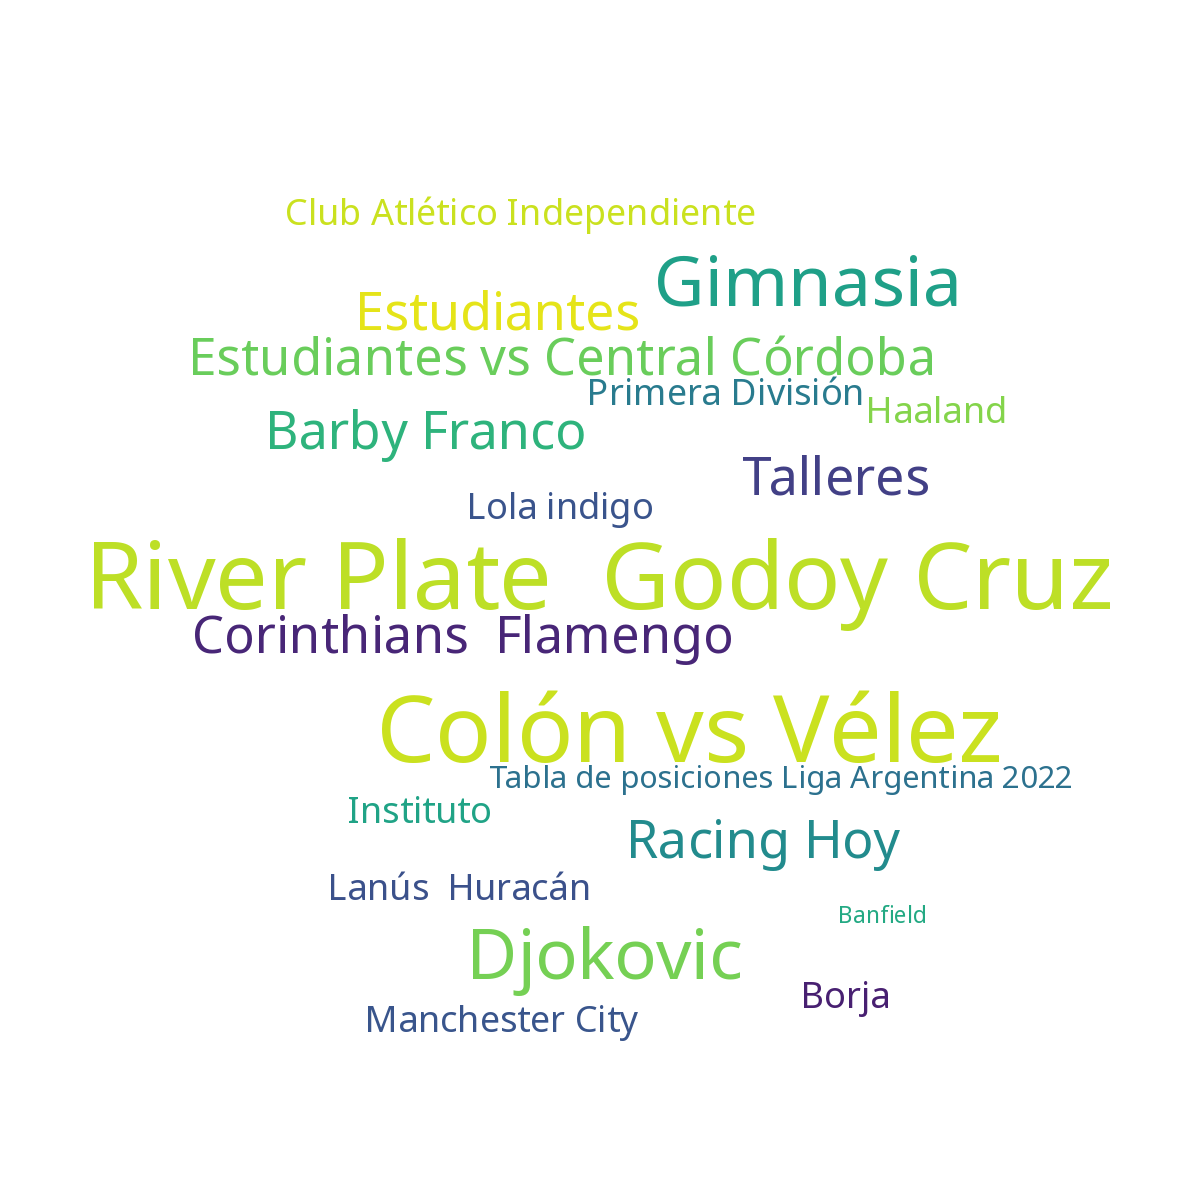 Club Atlético Independiente
Gimnasia
Estudiantes
Estudiantes vs Central Córdoba
Primera División
Haaland
Barby Franco
Talleres
Lola indigo
River Plate  Godoy Cruz
Corinthians  Flamengo
Colón vs Vélez
Tabla de posiciones Liga Argentina 2022
Instituto
Racing Hoy
Lanús  Huracán
Banfield
Djokovic
Borja
Manchester City